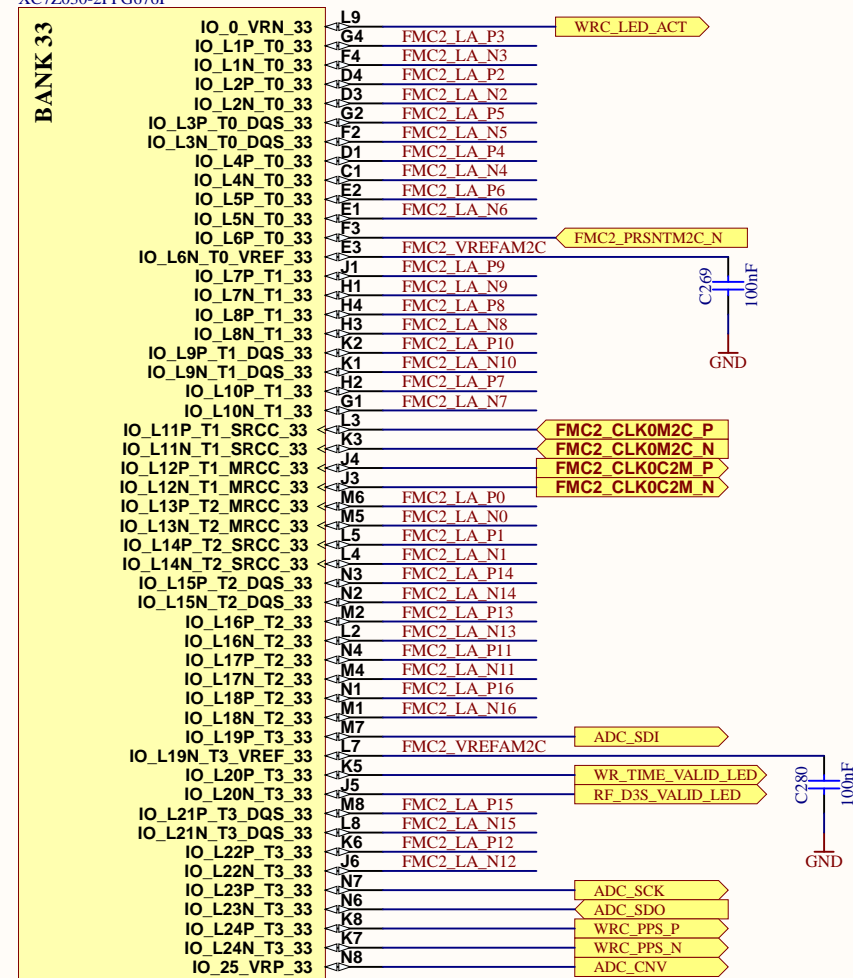 XC7Z030-2FFG676I
BANK 33
IO_0_VRN_33 L9 WRC_LED_ACT
IO_L1P_T0_33 G4 FMC2_LA_P3
IO_L1N_T0_33 F4 FMC2_LA_N3
IO_L2P_T0_33 D4 FMC2_LA_P2
IO_L2N_T0_33 D3 FMC2_LA_N2
IO_L3P_T0_DQS_33 G2 FMC2_LA_P5
IO_L3N_T0_DQS_33 F2 FMC2_LA_N5
IO_L4P_T0_33 D1 FMC2_LA_P4
IO_L4N_T0_33 C1 FMC2_LA_N4
IO_L5P_T0_33 E2 FMC2_LA_P6
IO_L5N_T0_33 E1 FMC2_LA_N6
IO_L6P_T0_33 F3 FMC2_PRSNTM2C_N
IO_L6N_T0_VREF_33 E3 FMC2_VREFAM2C
IO_L7P_T1_33 J1 FMC2_LA_P9
IO_L7N_T1_33 H1 FMC2_LA_N9
C269 100nF
IO_L8P_T1_33 H4 FMC2_LA_P8
IO_L8N_T1_33 H3 FMC2_LA_N8
IO_L9P_T1_DQS_33 K2 FMC2_LA_P10
IO_L9N_T1_DQS_33 K1 FMC2_LA_N10
GND
IO_L10P_T1_33 H2 FMC2_LA_P7
IO_L10N_T1_33 G1 FMC2_LA_N7
IO_L11P_T1_SRCC_33 L3 FMC2_CLK0M2C_P
IO_L11N_T1_SRCC_33 K3 FMC2_CLK0M2C_N
IO_L12P_T1_MRCC_33 J4 FMC2_CLK0C2M_P
IO_L12N_T1_MRCC_33 J3 FMC2_CLK0C2M_N
IO_L13P_T2_MRCC_33 M6 FMC2_LA_P0
IO_L13N_T2_MRCC_33 M5 FMC2_LA_N0
IO_L14P_T2_SRCC_33 L5 FMC2_LA_P1
IO_L14N_T2_SRCC_33 L4 FMC2_LA_N1
IO_L15P_T2_DQS_33 N3 FMC2_LA_P14
IO_L15N_T2_DQS_33 N2 FMC2_LA_N14
IO_L16P_T2_33 M2 FMC2_LA_P13
IO_L16N_T2_33 L2 FMC2_LA_N13
IO_L17P_T2_33 N4 FMC2_LA_P11
IO_L17N_T2_33 M4 FMC2_LA_N11
IO_L18P_T2_33 N1 FMC2_LA_P16
IO_L18N_T2_33 M1 FMC2_LA_N16
IO_L19P_T3_33 M7 ADC_SDI
IO_L19N_T3_VREF_33 L7 FMC2_VREFAM2C
IO_L20P_T3_33 K5 WR_TIME_VALID_LED
IO_L20N_T3_33 J5 RF_D3S_VALID_LED
C280 100nF
IO_L21P_T3_DQS_33 M8 FMC2_LA_P15
IO_L21N_T3_DQS_33 L8 FMC2_LA_N15
IO_L22P_T3_33 K6 FMC2_LA_P12
IO_L22N_T3_33 J6 FMC2_LA_N12
GND
IO_L23P_T3_33 N7 ADC_SCK
IO_L23N_T3_33 N6 ADC_SDO
IO_L24P_T3_33 K8 WRC_PPS_P
IO_L24N_T3_33 K7 WRC_PPS_N
IO_25_VRP_33 N8 ADC_CNV